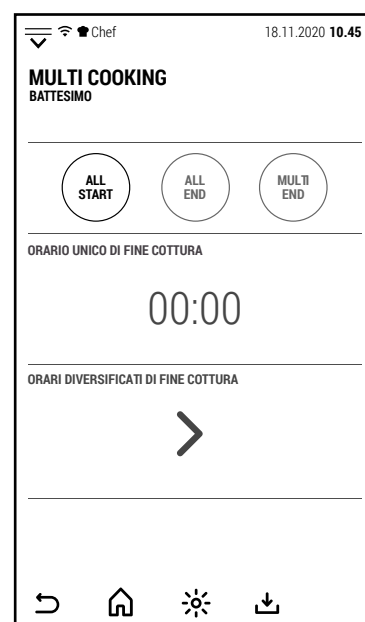 Chef 18.11.2020 10.45
MULTI COOKING
BATTESIMO
ALL
START
ALL
END
MULTI
END
ORARIO UNICO DI FINE COTTURA
00:00
ORARI DIVERSIFICATI DI FINE COTTURA